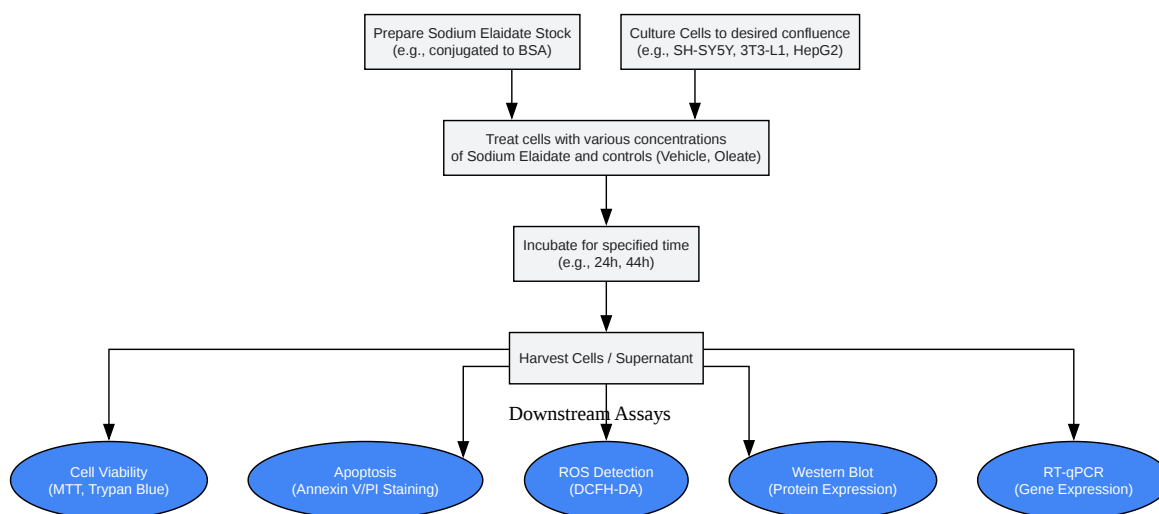 Prepare Sodium Elaidate Stock
(e.g., conjugated to BSA)
Culture Cells to desired confluence
(e.g., SH-SY5Y, 3T3-L1, HepG2)
Treat cells with various concentrations
of Sodium Elaidate and controls (Vehicle, Oleate)
Incubate for specified time
(e.g., 24h, 44h)
Harvest Cells / Supernatant
Downstream Assays
Cell Viability
(MTT, Trypan Blue)
Apoptosis
(Annexin V/PI Staining)
ROS Detection
(DCFH-DA)
Western Blot
(Protein Expression)
RT-qPCR
(Gene Expression)